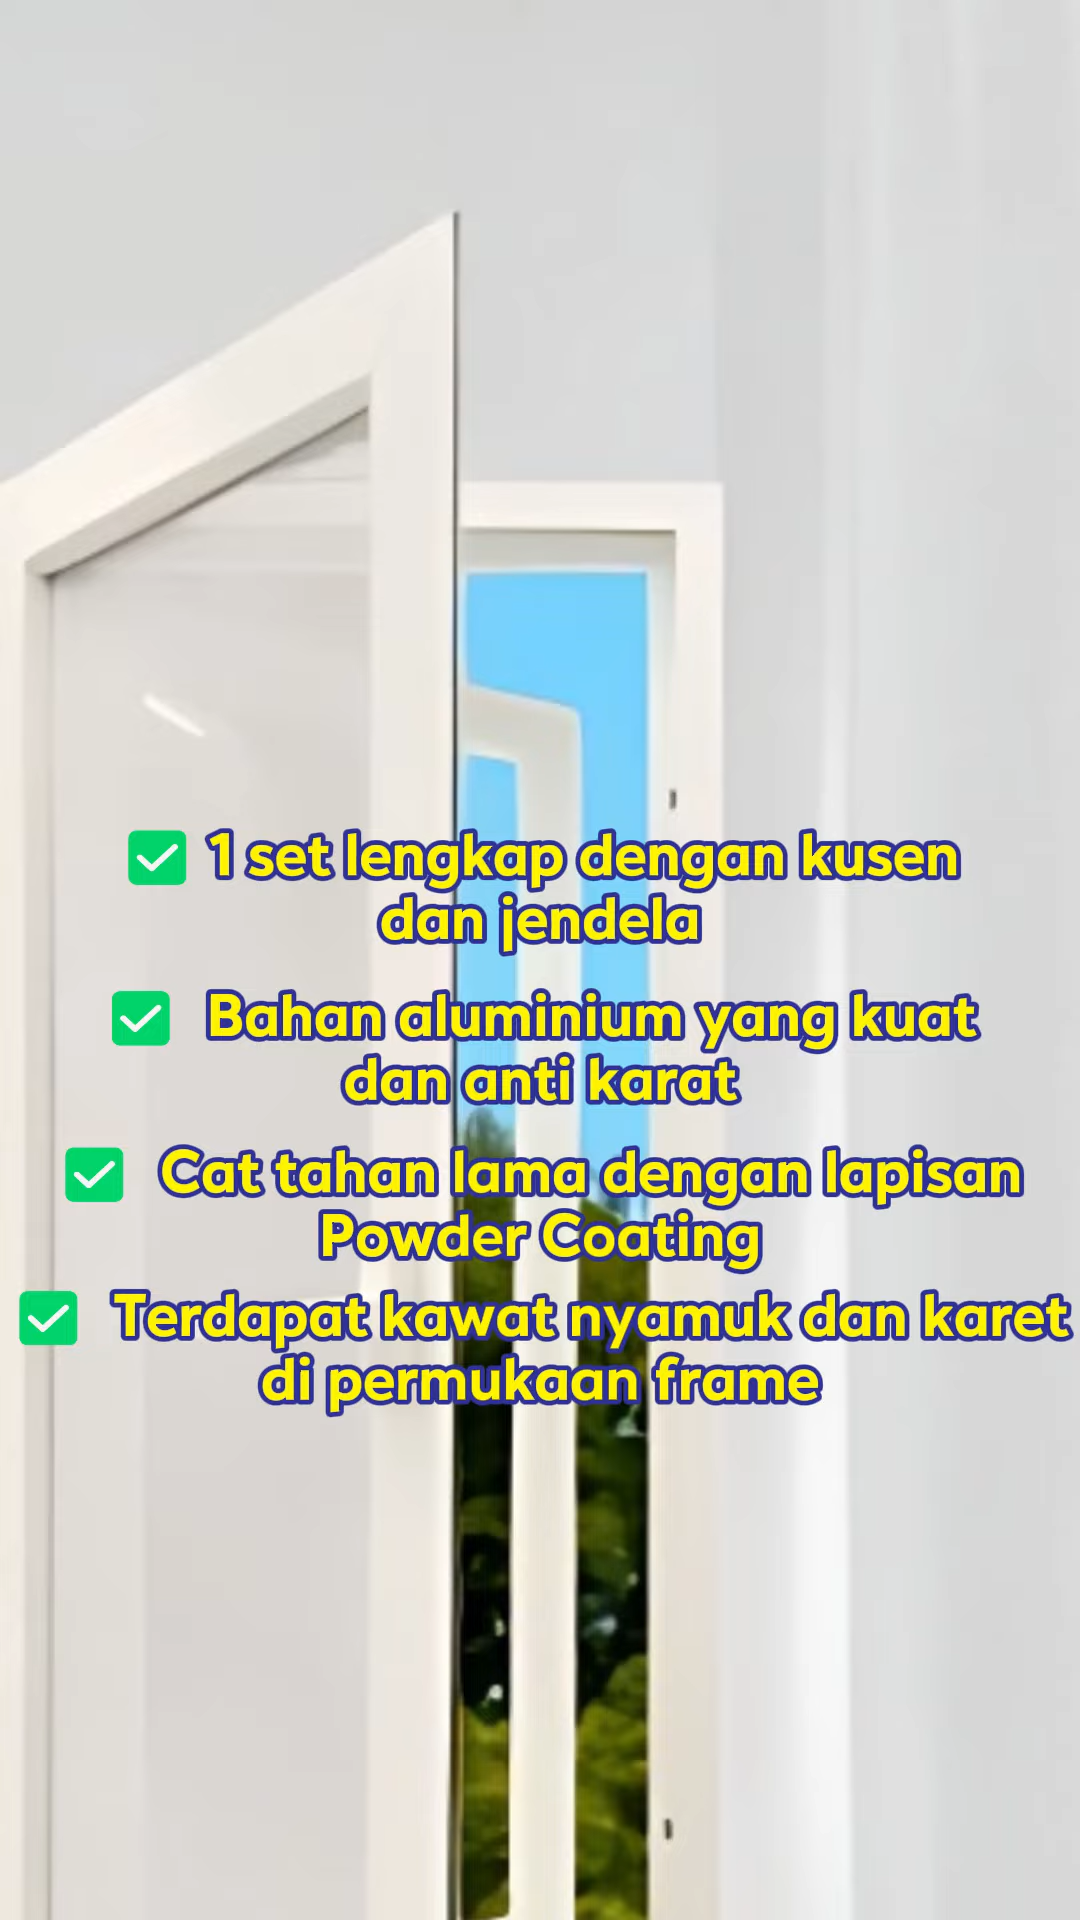 ✅ 1 set lengkap dengan kusen
dan jendela
✅ Bahan aluminium yang kuat
dan anti karat
✅ Cat tahan lama dengan lapisan
Powder Coating
✅ Terdapat kawat nyamuk dan karet
di permukaan frame